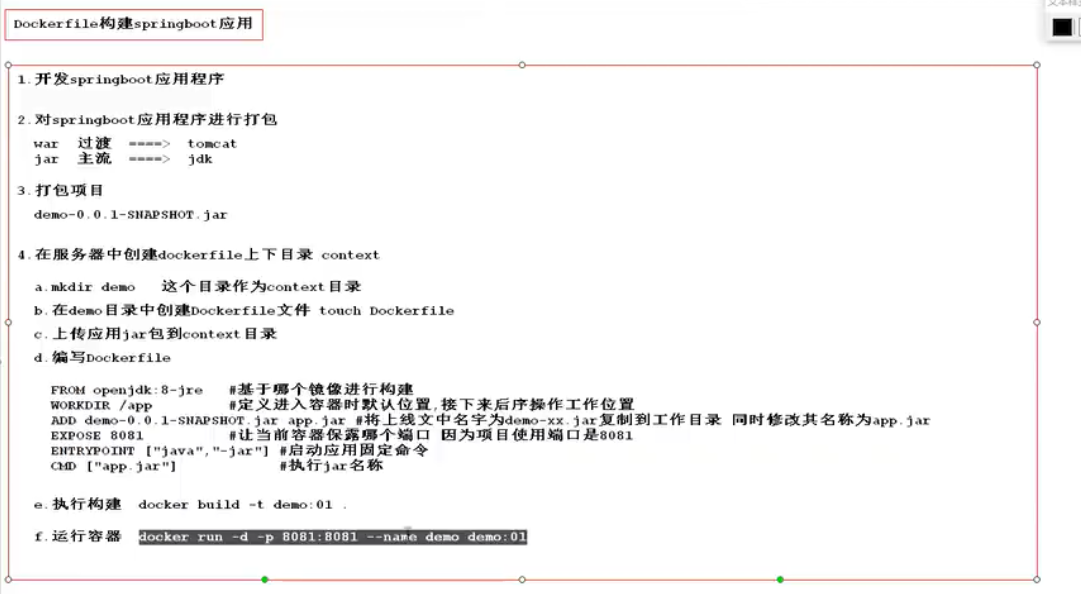 Dockerfile构建springboot应用
1.开发springboot应用程序
2.对springboot应用程序进行打包
war 过渡 ====> tomcat
jar 主流 ====> jdk
3.打包项目
demo-0.0.1-SNAPSHOT.jar
4.在服务器中创建dockerfile上下目录 context
a.mkdir demo 这个目录作为context目录
b.在demo目录中创建Dockerfile文件 touch Dockerfile
c.上传应用jar包到context目录
d.编写Dockerfile
FROM openjdk:8-jre #基于哪个镜像进行构建
WORKDIR /app #定义进入容器时默认位置,接下来后序操作工作位置
ADD demo-0.0.1-SNAPSHOT.jar app.jar #将上线文中名字为demo-xx.jar复制到工作目录 同时修改其名称为app.jar
EXPOSE 8081 #让当前容器保露哪个端口 因为项目使用端口是8081
ENTRYPOINT ["java","-jar"] #启动应用固定命令
CMD ["app.jar"] #执行jar名称
e.执行构建 docker build -t demo:01 .
f.运行容器 docker run -d -p 8081:8081 --name demo demo:01